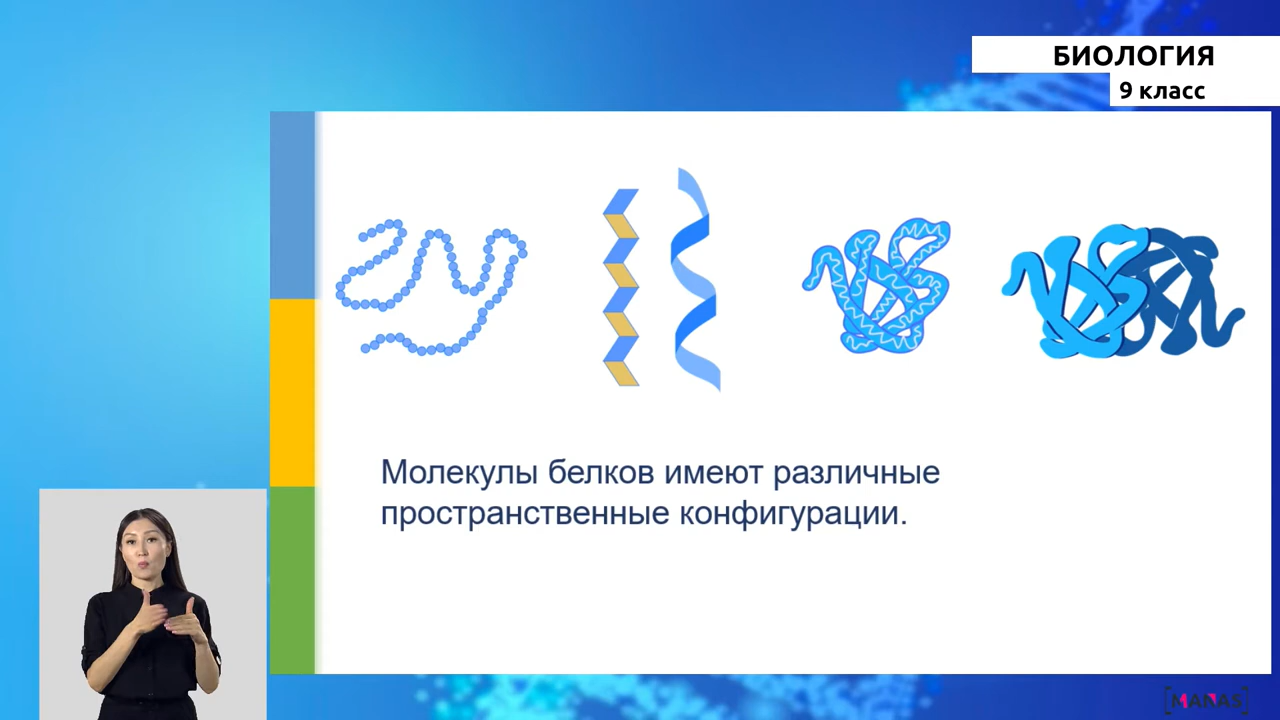 БИОЛОГИЯ
9 класс
Молекулы белков имеют различные
пространственные конфигурации.
MANAS